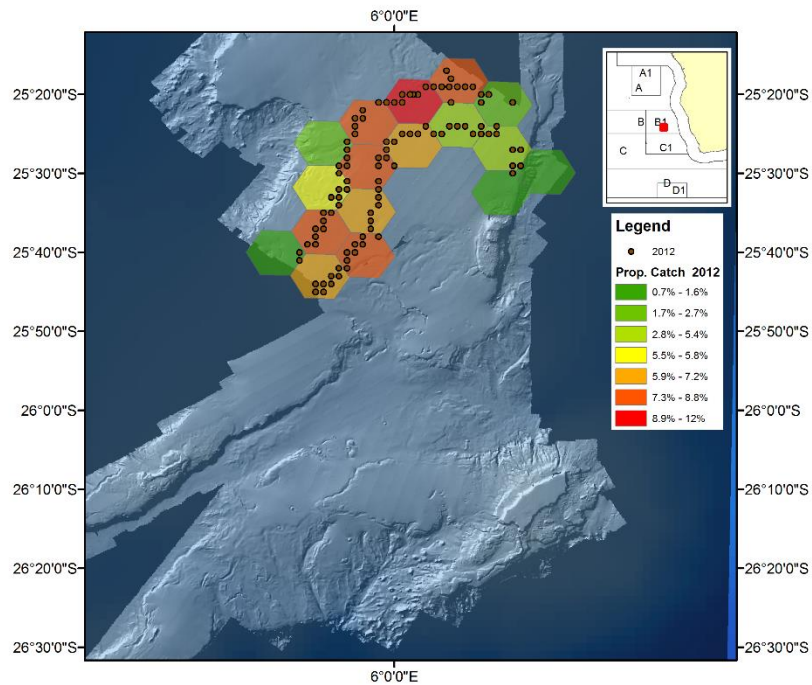 6°0'0"E
25°20'0"S
25°20'0"S
25°30'0"S
25°30'0"S
25°40'0"S
25°40'0"S
25°50'0"S
25°50'0"S
26°0'0"S
26°0'0"S
26°10'0"S
26°10'0"S
26°20'0"S
26°20'0"S
26°30'0"S
26°30'0"S
6°0'0"E
A1
A
B B1
C C1
D
D1
Legend
2012
Prop. Catch 2012
0.7% - 1.6%
1.7% - 2.7%
2.8% - 5.4%
5.5% - 5.8%
5.9% - 7.2%
7.3% - 8.8%
8.9% - 12%